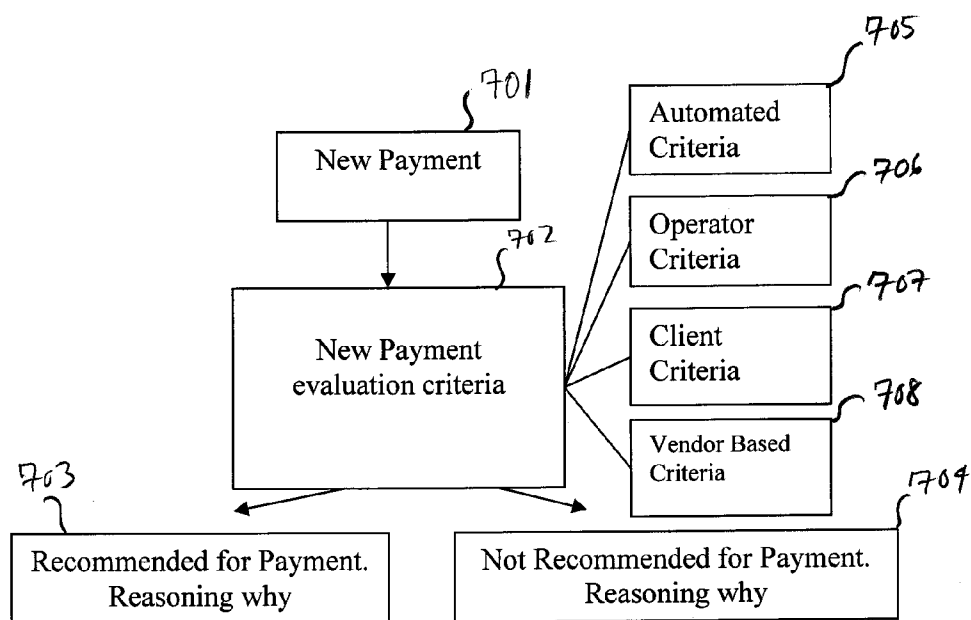 705
701
Automated
Criteria
New Payment
706
Operator
Criteria
702
707
New Payment
evaluation criteria
Client
Criteria
708
Vendor Based
Criteria
703
704
Recommended for Payment.
Reasoning why
Not Recommended for Payment.
Reasoning why